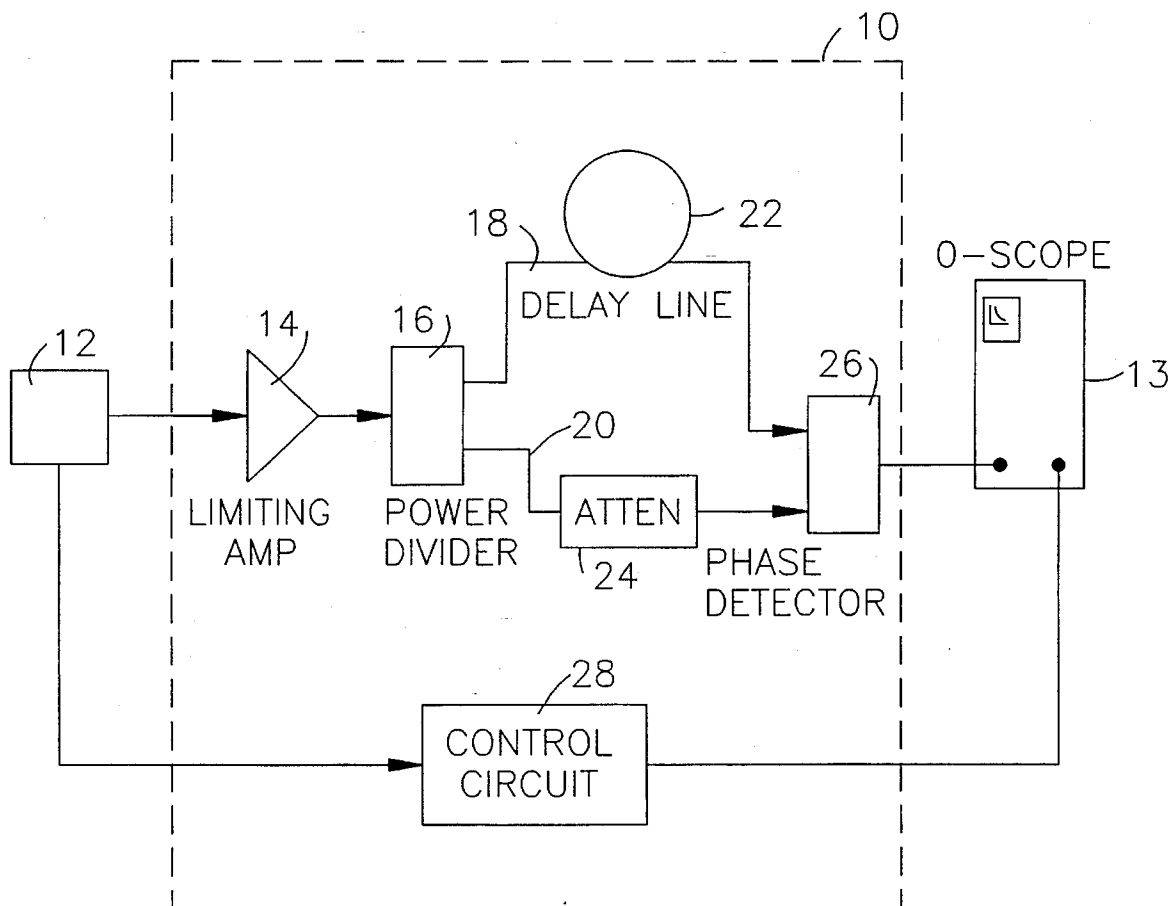 10
22
18
O-SCOPE
DELAY LINE
14
16
12
26
13
20
LIMITING
AMP
POWER
DIVIDER
ATTEN
24
PHASE
DETECTOR
28
CONTROL
CIRCUIT